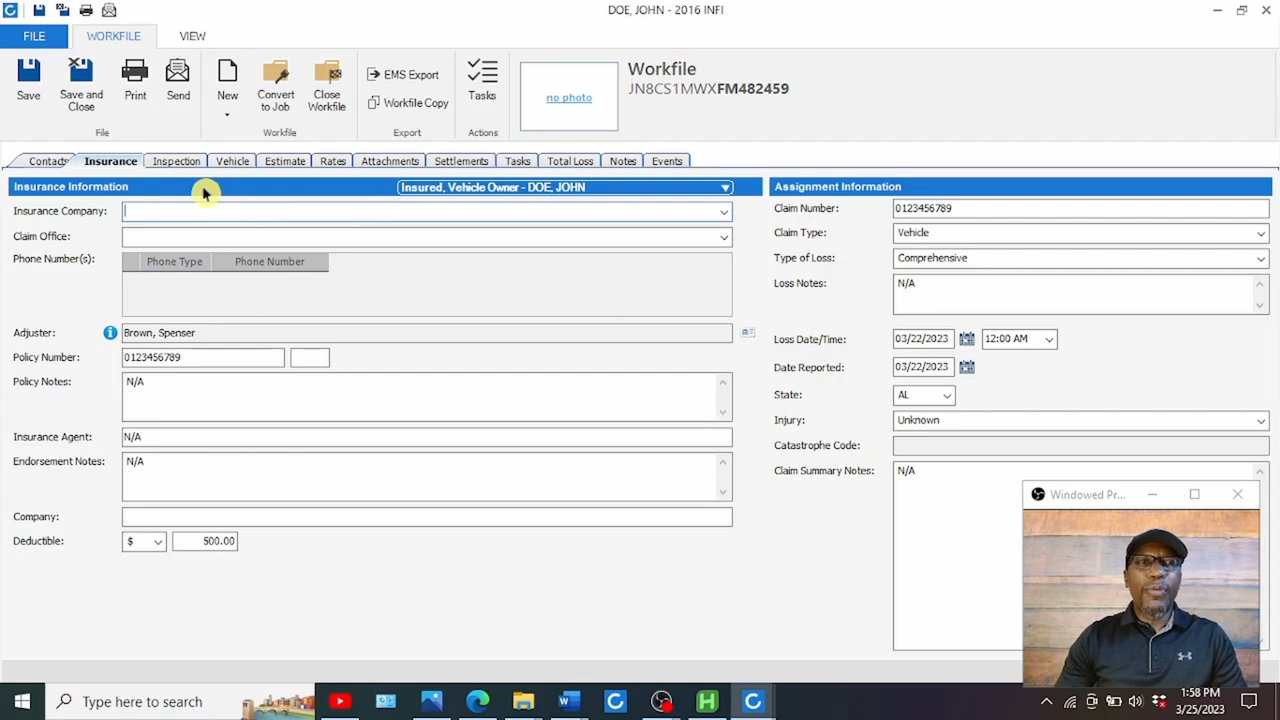 DOE, JOHN - 2016 INFI
FILE WORKFILE VIEW
Save Save and Close Print Send New Convert to Job Close Workfile EMS Export Workfile Copy Tasks no photo
File Workfile Export Actions
Workfile
JN8CS1MWXFM482459
Contacts Insurance Inspection Vehicle Estimate Rates Attachments Settlements Tasks Total Loss Notes Events
Insurance Information Insured, Vehicle Owner - DOE, JOHN
Insurance Company:
Claim Office:
Phone Number(s): Phone Type Phone Number
Adjuster: Brown, Spenser
Policy Number: 0123456789
Policy Notes: N/A
Insurance Agent: N/A
Endorsement Notes: N/A
Company:
Deductible: $ 500.00
Assignment Information
Claim Number: 0123456789
Claim Type: Vehicle
Type of Loss: Comprehensive
Loss Notes: N/A
Loss Date/Time: 03/22/2023 12:00 AM
Date Reported: 03/22/2023
State: AL
Injury: Unknown
Catastrophe Code:
Claim Summary Notes: N/A
Windowed Pr...
Type here to search
1:58 PM
3/25/2023